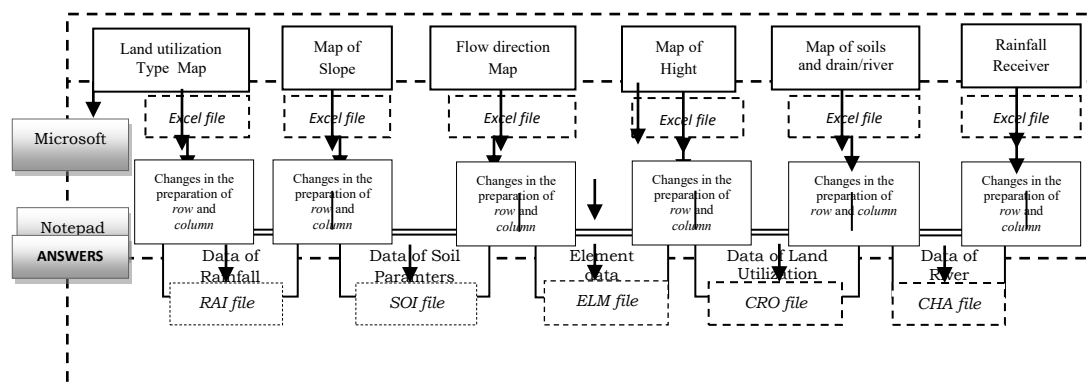 Land utilization
Type Map
Map of
Slope
Flow direction
Map
Map of
Hight
Map of soils
and drain/river
Rainfall
Receiver
Excel file
Excel file
Excel file
Excel file
Excel file
Excel file
Microsoft
Changes in the
preparation of
row and
column
Changes in the
preparation of
row and
column
Changes in the
preparation of
row and
column
Changes in the
preparation of
row and
column
Changes in the
preparation of
row and column
Changes in the
preparation of
row and
column
Notepad
ANSWERS
Data of
Rainfall
Data of Soil
Paramters
Element
data
Data of Land
Utilization
Data of
River
RAI file
SOI file
ELM file
CRO file
CHA file